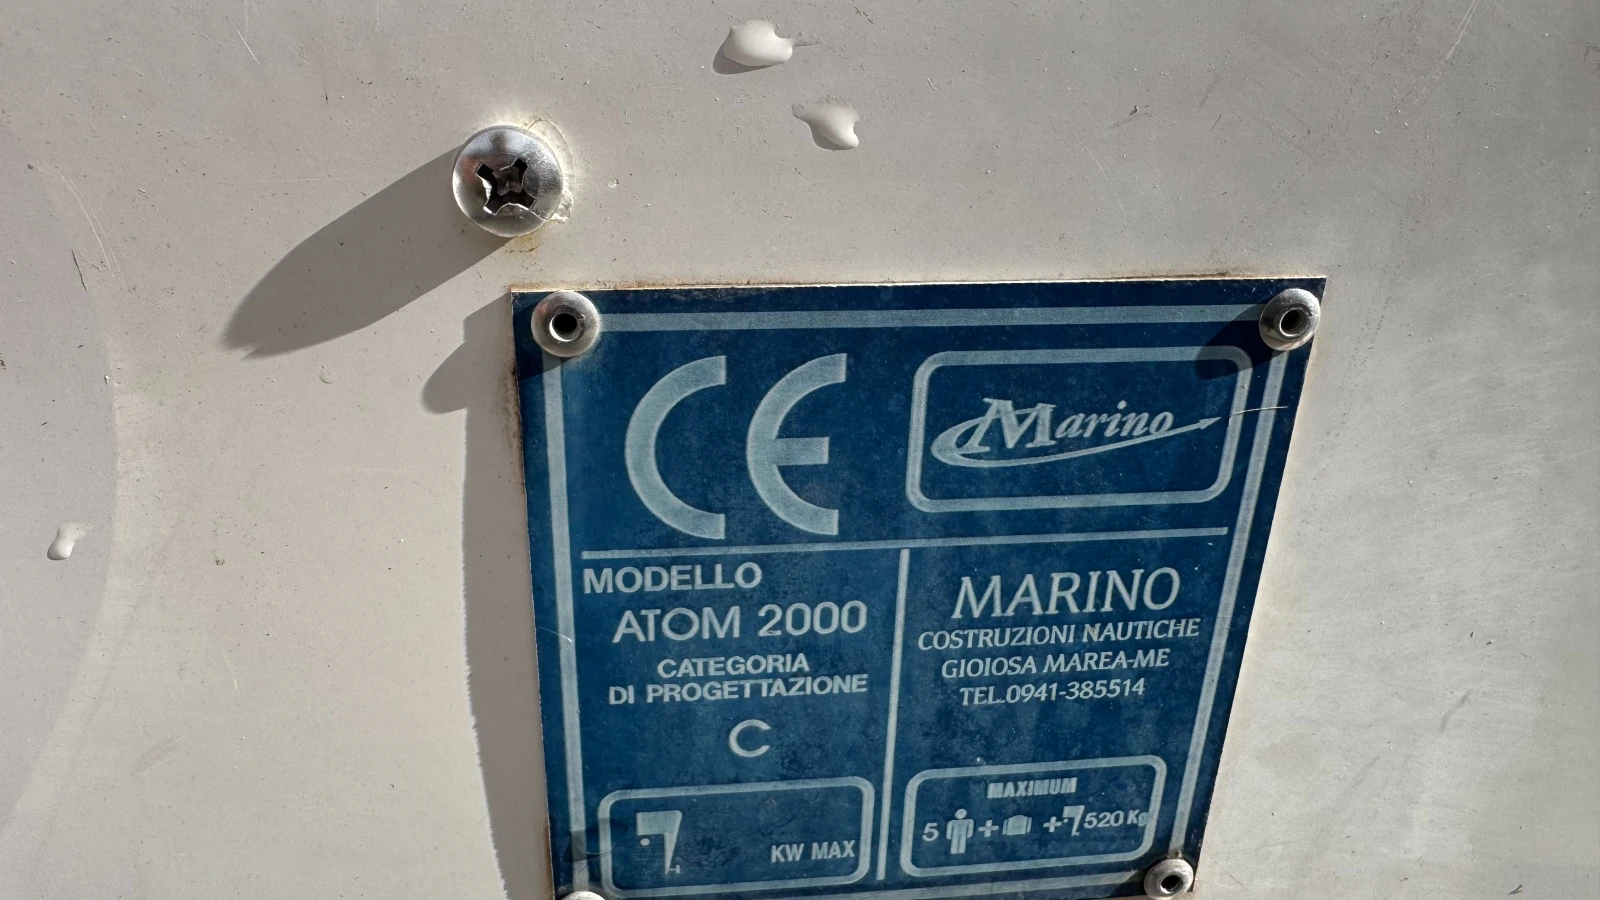 CE
Marino
MODELLO
ATOM 2000
CATEGORIA
DI PROGETTAZIONE
C
KW MAX
MARINO
COSTRUZIONI NAUTICHE
GIOIOSA MAREA-ME
TEL.0941-385514
MAXIMUM
5 + + 520 Kg